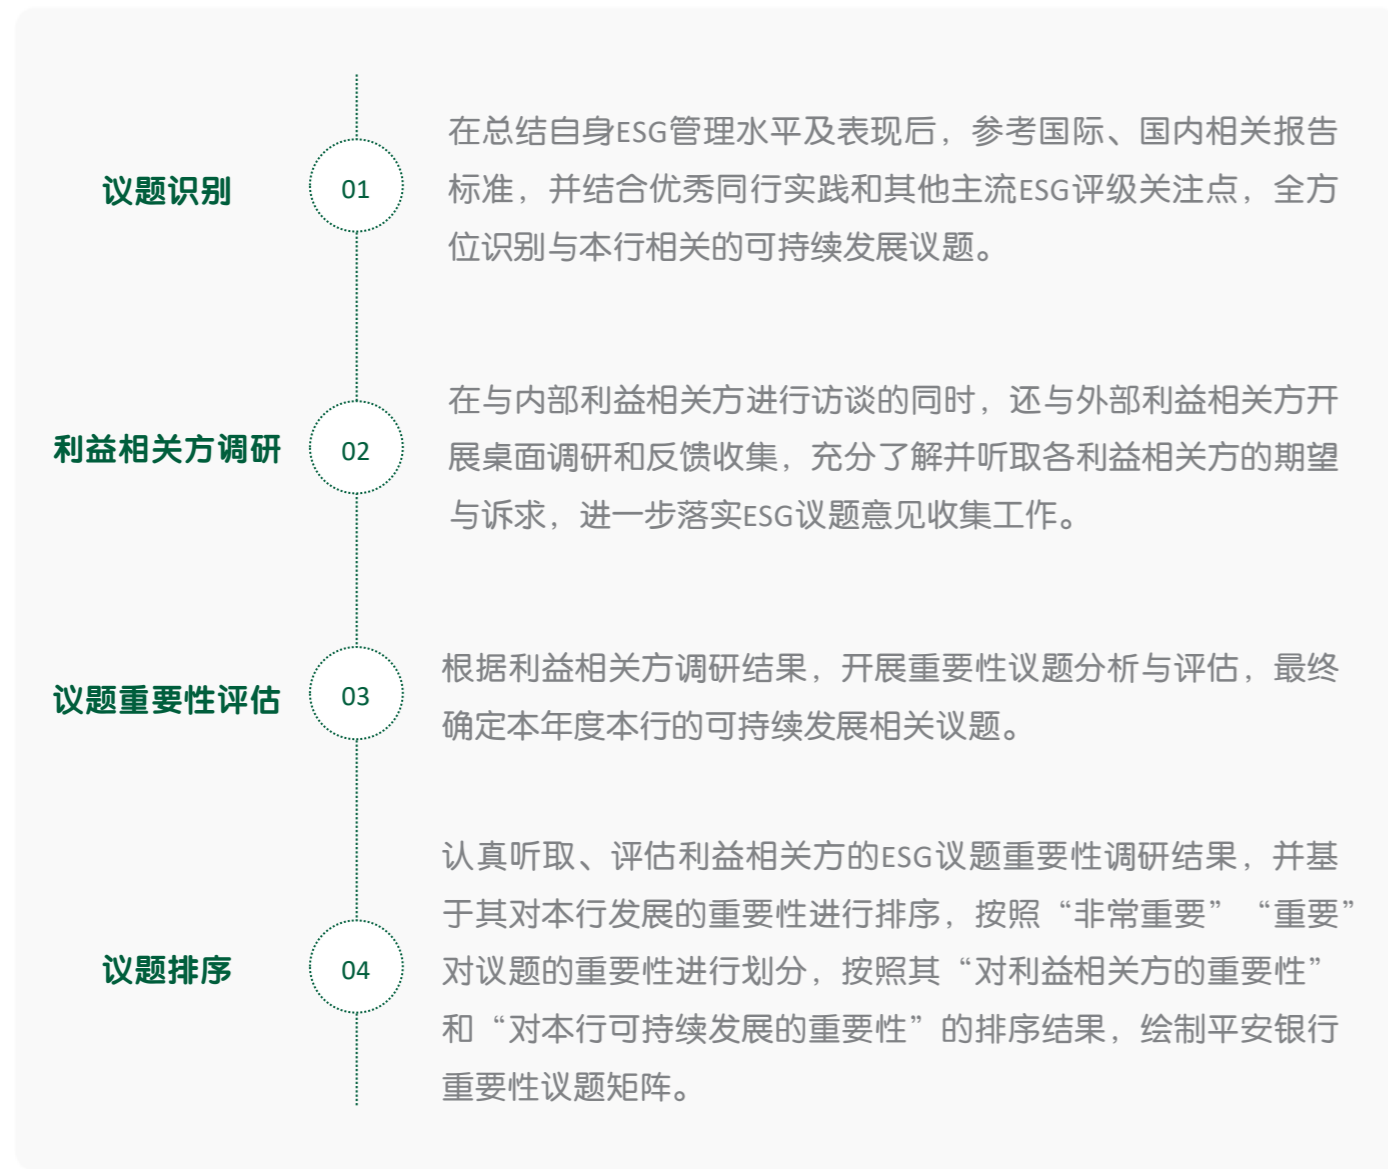 议题识别
01
在总结自身ESG管理水平及表现后，参考国际、国内相关报告
标准，并结合优秀同行实践和其他主流ESG评级关注点，全方
位识别与本行相关的可持续发展议题。
利益相关方调研
02
在与内部利益相关方进行访谈的同时，还与外部利益相关方开
展桌面调研和反馈收集，充分了解并听取各利益相关方的期望
与诉求，进一步落实ESG议题意见收集工作。
议题重要性评估
03
根据利益相关方调研结果，开展重要性议题分析与评估，最终
确定本年度本行的可持续发展相关议题。
议题排序
04
认真听取、评估利益相关方的ESG议题重要性调研结果，并基
于其对本行发展的重要性进行排序，按照“非常重要”“重要”
对议题的重要性进行划分，按照其“对利益相关方的重要性”
和“对本行可持续发展的重要性”的排序结果，绘制平安银行
重要性议题矩阵。